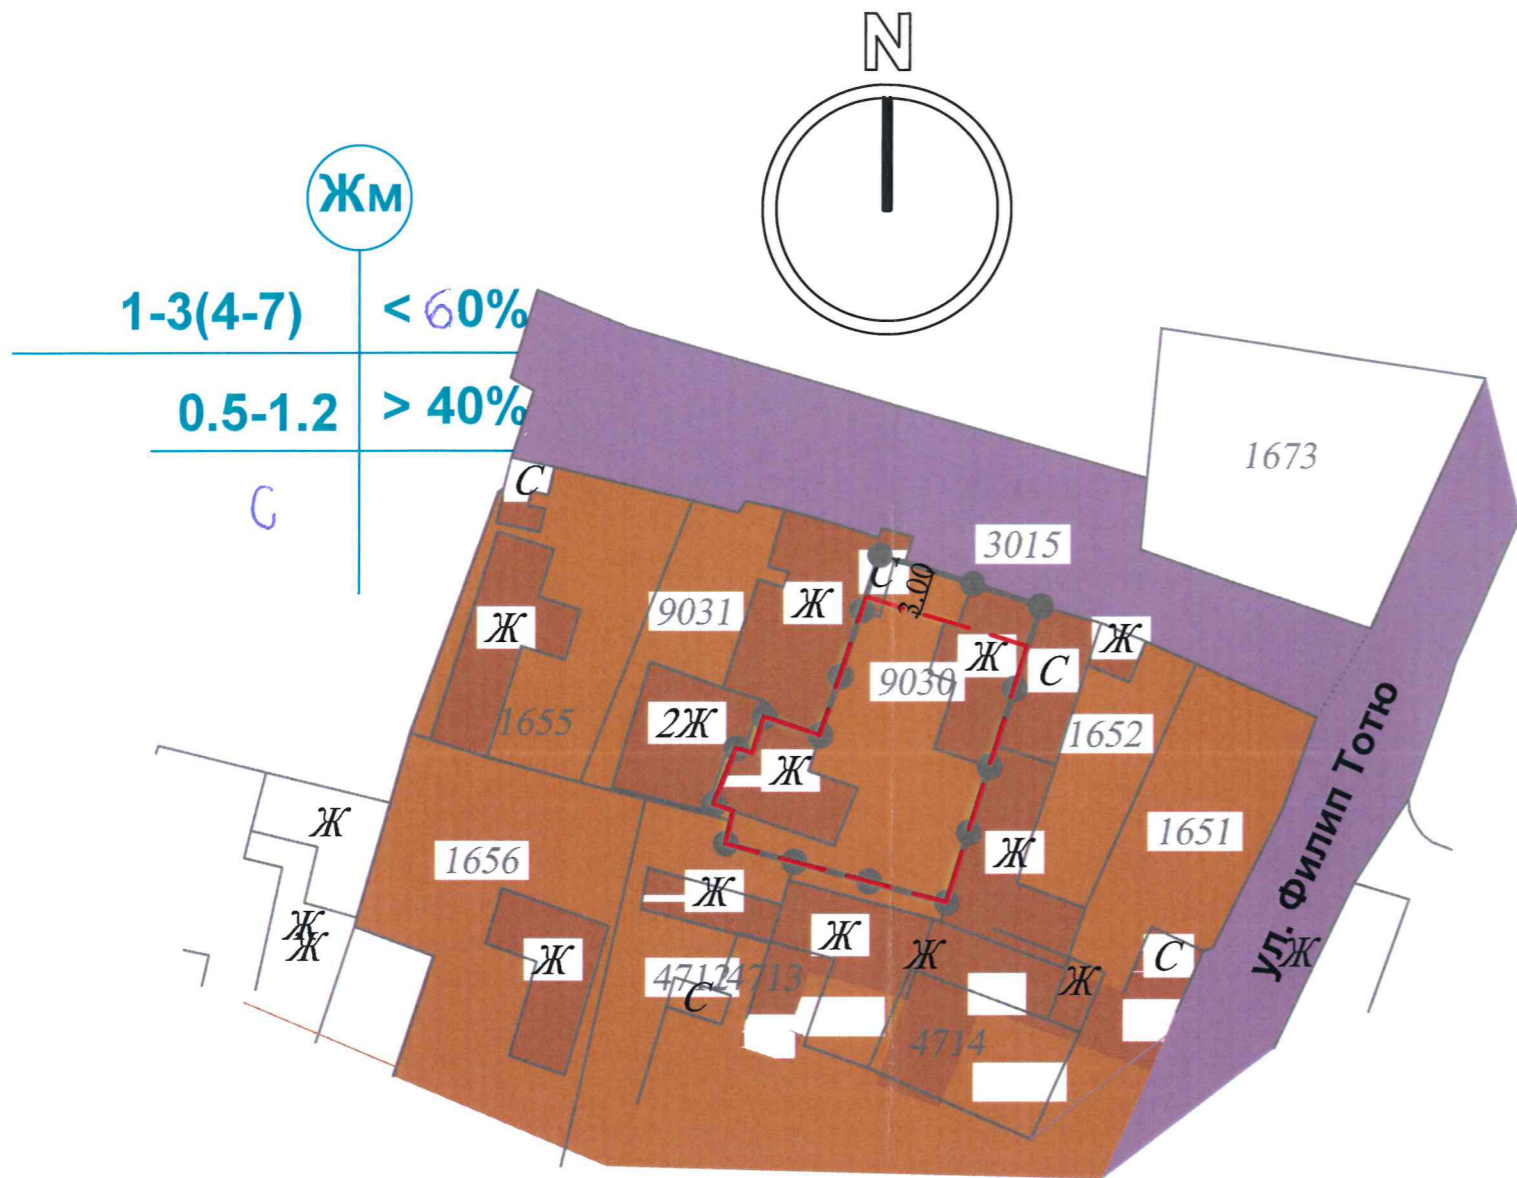 N
Жм
1-3(4-7) < 60%
0.5-1.2 > 40%
С
1673
С
3015
С
3.00
9031
Ж
Ж
Ж
Ж
С
9030
2Ж
1655
1652
Ж
ул. Филип Тотю
Ж
1651
1656
Ж
Ж
Ж
Ж
Ж
Ж
Ж
Ж
С
Ж
Ж
4712
4713
С
4714